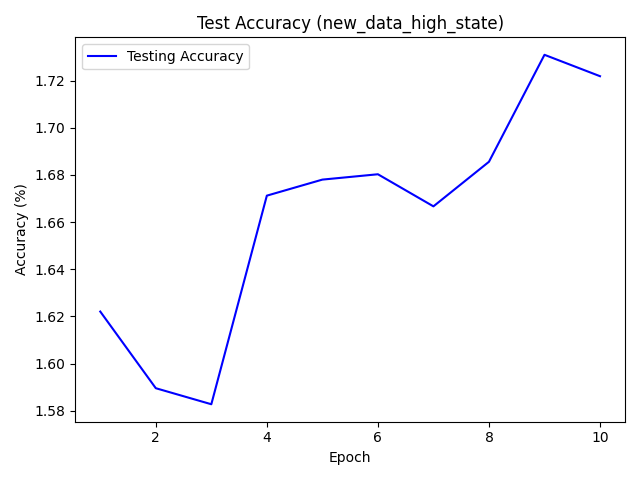 Test Accuracy (new_data_high_state)
Testing Accuracy
Accuracy (%)
1.72
1.70
1.68
1.66
1.64
1.62
1.60
1.58
2 4 6 8 10
Epoch